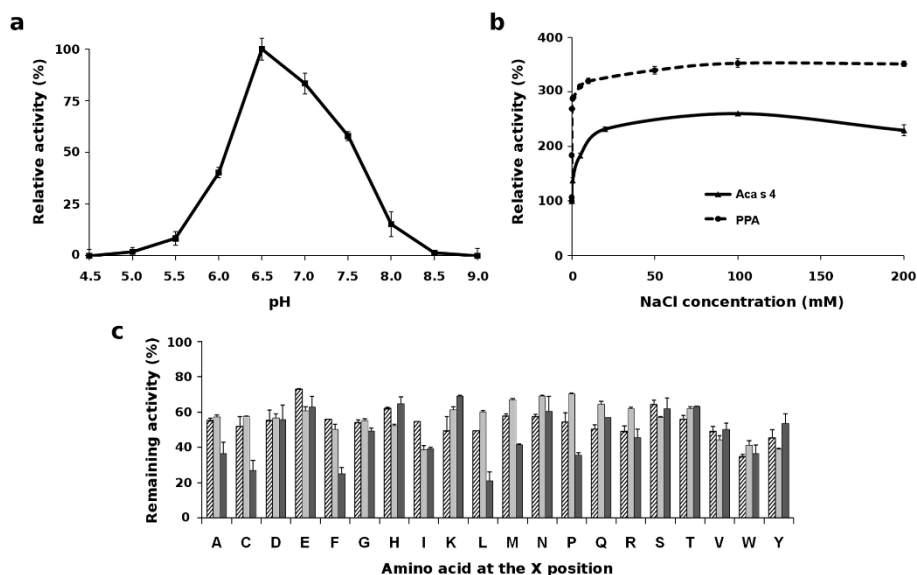 a
Relative activity (%)
100
75
50
25
0
4.5 5.0 5.5 6.0 6.5 7.0 7.5 8.0 8.5 9.0
pH
b
Relative activity (%)
400
300
200
100
0
0 50 100 150 200
NaCl concentration (mM)
Aca s 4
PPA
c
Remaining activity (%)
100
80
60
40
20
0
A C D E F G H I K L M N P Q R S T V W Y
Amino acid at the X position